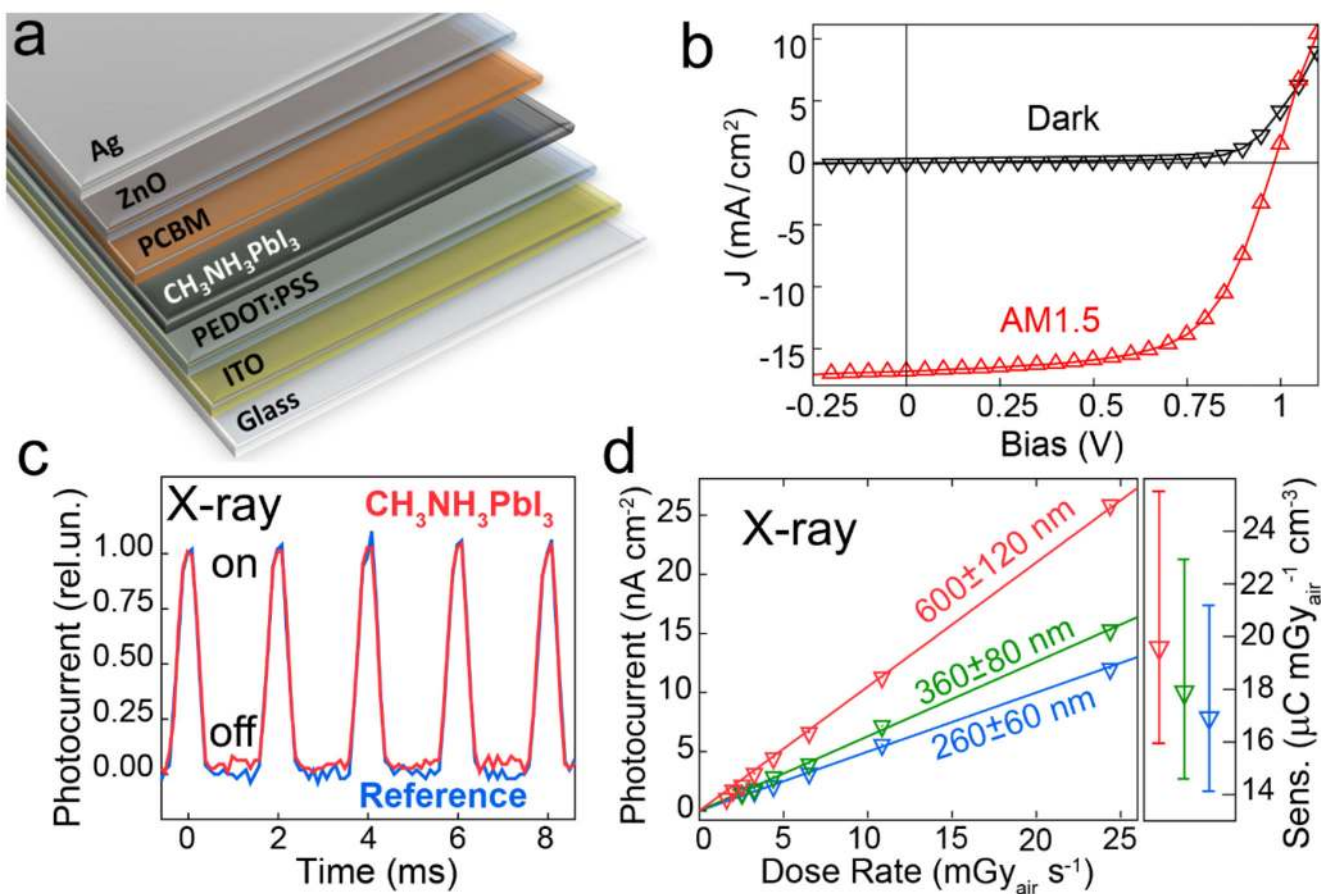 a
Ag
ZnO
PCBM
CH₃NH₃PbI₃
PEDOT:PSS
ITO
Glass
b
J (mA/cm²)
10
5
0
-5
-10
-15
Dark
AM1.5
-0.25 0 0.25 0.50 0.75 1
Bias (V)
c
X-ray
CH₃NH₃PbI₃
on
off
Reference
Photocurrent (rel.un.)
1.00
0.75
0.50
0.25
0.00
0 2 4 6 8
Time (ms)
d
X-ray
Photocurrent (nA cm⁻²)
25
20
15
10
5
0
600±120 nm
360±80 nm
260±60 nm
0 5 10 15 20 25
Dose Rate (mGyair s⁻¹)
24
22
20
18
16
14
Sens. (µC mGyair⁻¹ cm⁻³)